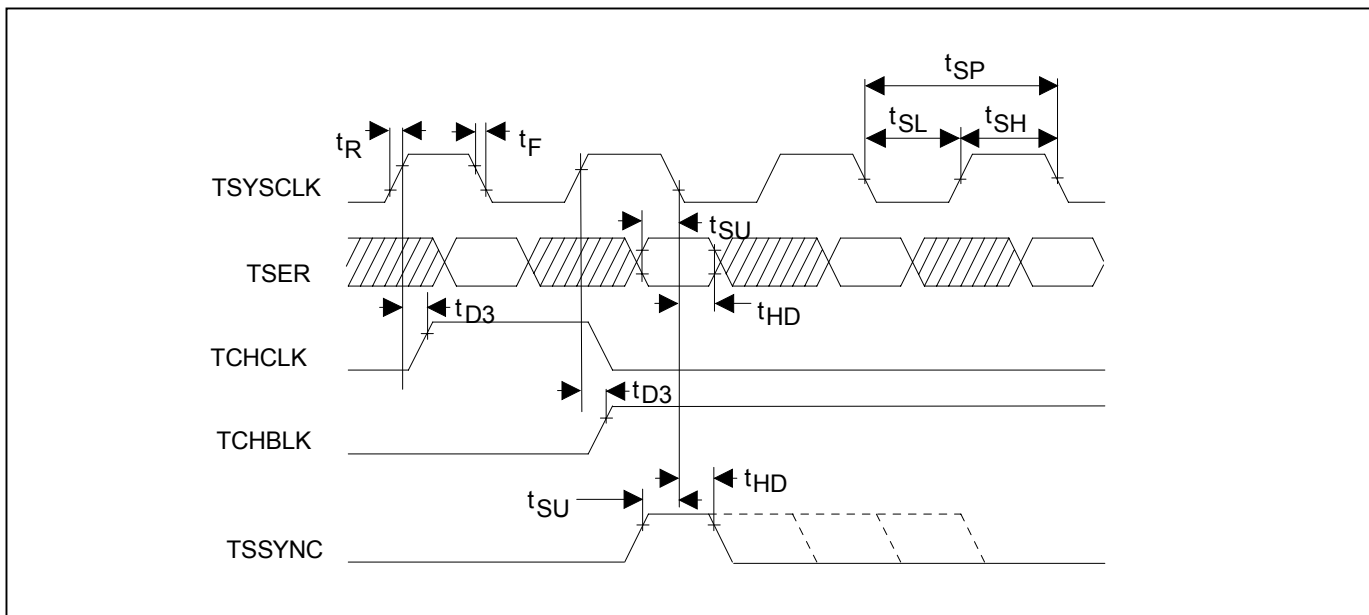 tSP
tSL tSH
tR tF
TSYSCLK
tSU
TSER
tD3 tHD
TCHCLK
tD3
TCHBLK
tHD
tSU
TSSYNC